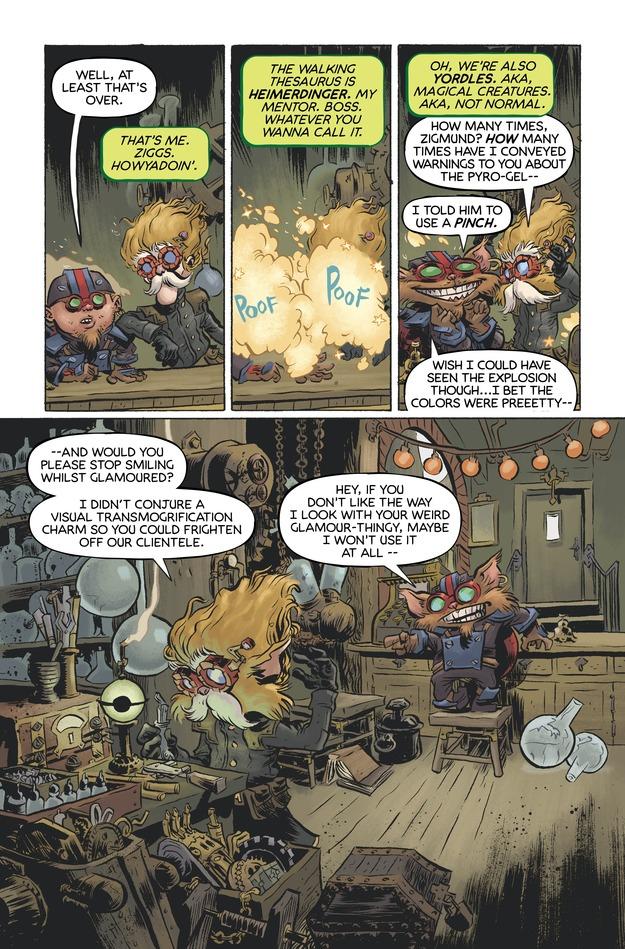 WELL, AT
LEAST THAT'S
OVER.
THAT'S ME.
ZIGGS.
HOWYADOIN'.
THE WALKING
THESAURUS IS
HEIMERDINGER. MY
MENTOR. BOSS.
WHATEVER YOU
WANNA CALL IT.
POOF
POOF
OH, WE'RE ALSO
YORDLES. AKA,
MAGICAL CREATURES.
AKA, NOT NORMAL.
HOW MANY TIMES,
ZIGMUND? HOW MANY
TIMES HAVE I CONVEYED
WARNINGS TO YOU ABOUT
THE PYRO-GEL--
I TOLD HIM TO
USE A PINCH.
WISH I COULD HAVE
SEEN THE EXPLOSION
THOUGH...I BET THE
COLORS WERE PREEETTY--
--AND WOULD YOU
PLEASE STOP SMILING
WHILST GLAMOURED?
I DIDN'T CONJURE A
VISUAL TRANSMOGRIFICATION
CHARM SO YOU COULD FRIGHTEN
OFF OUR CLIENTELE.
HEY, IF YOU
DON'T LIKE THE WAY
I LOOK WITH YOUR WEIRD
GLAMOUR-THINGY, MAYBE
I WON'T USE IT
AT ALL --